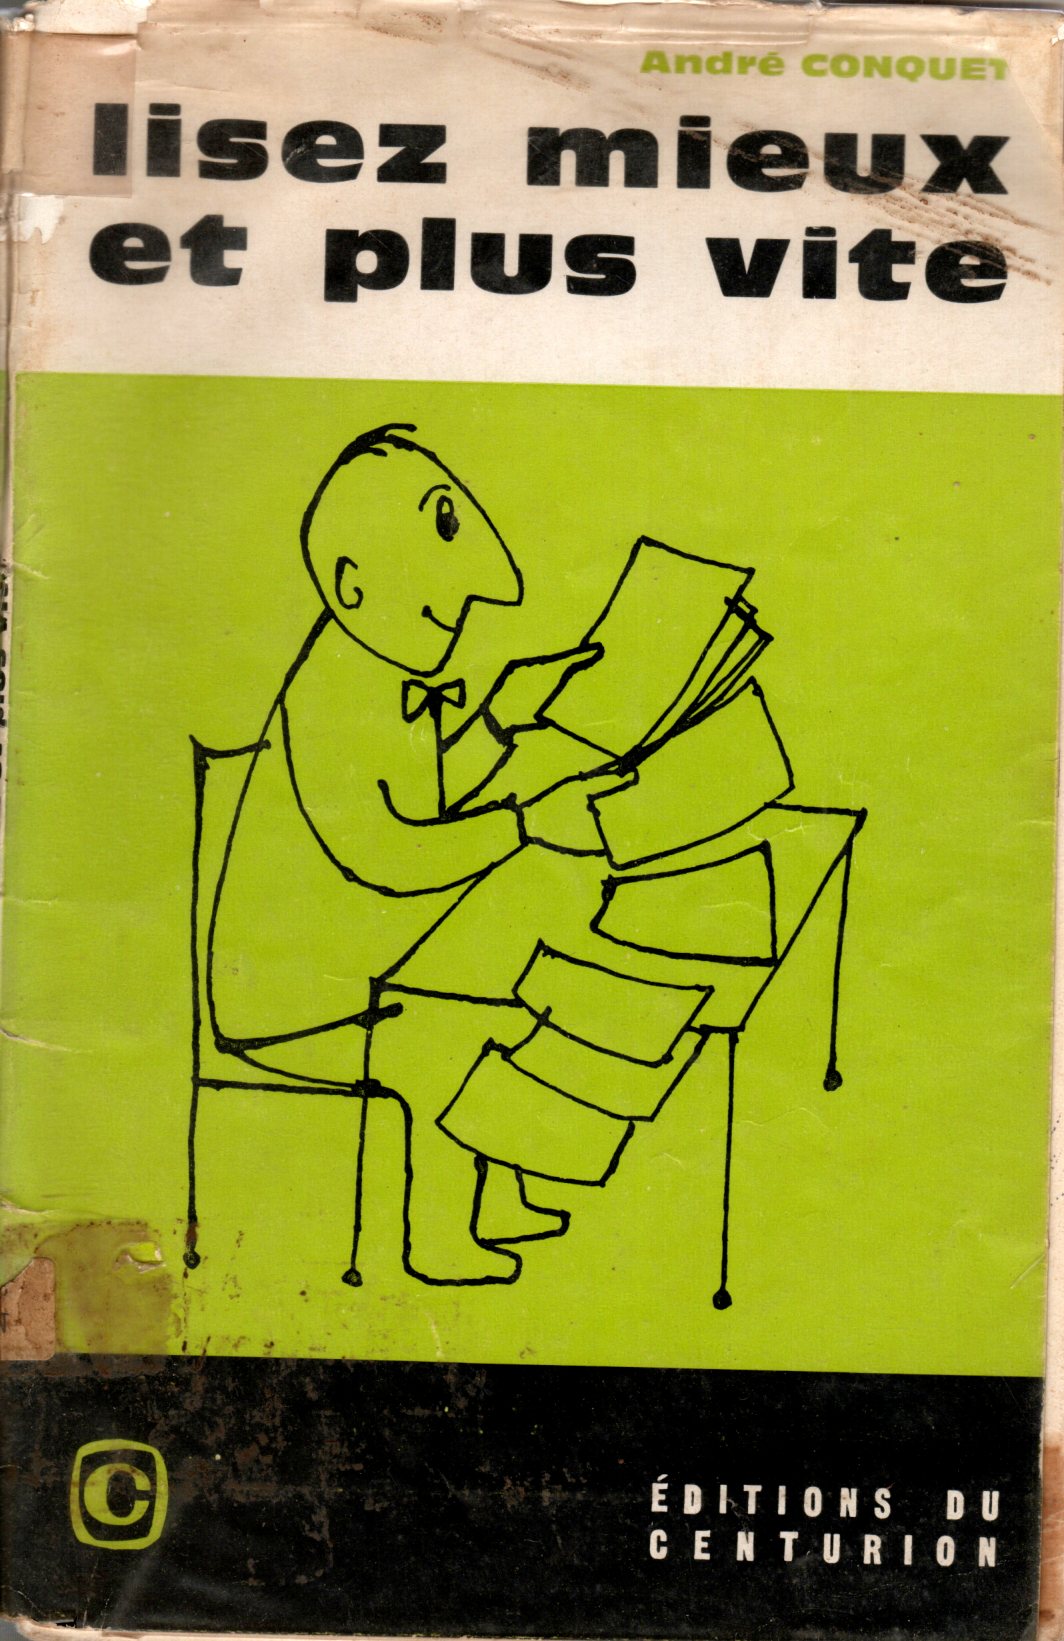 André CONQUET
lisez mieux
et plus vite
C
ÉDITIONS DU
CENTURION